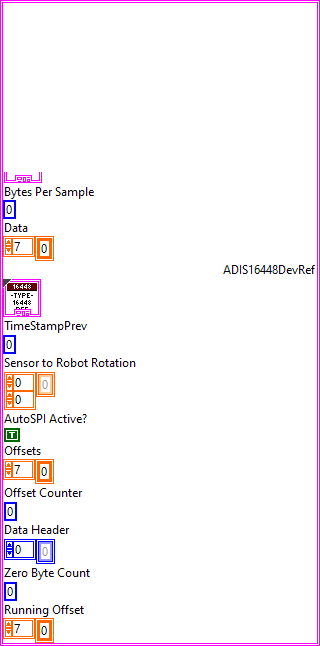 Bytes Per Sample
0
Data
7 0
ADIS16448DevRef
16448
-TYPE-
16448
TimeStampPrev
0
Sensor to Robot Rotation
0 0
0
AutoSPI Active?
T
Offsets
7 0
Offset Counter
0
Data Header
0 0
Zero Byte Count
0
Running Offset
7 0